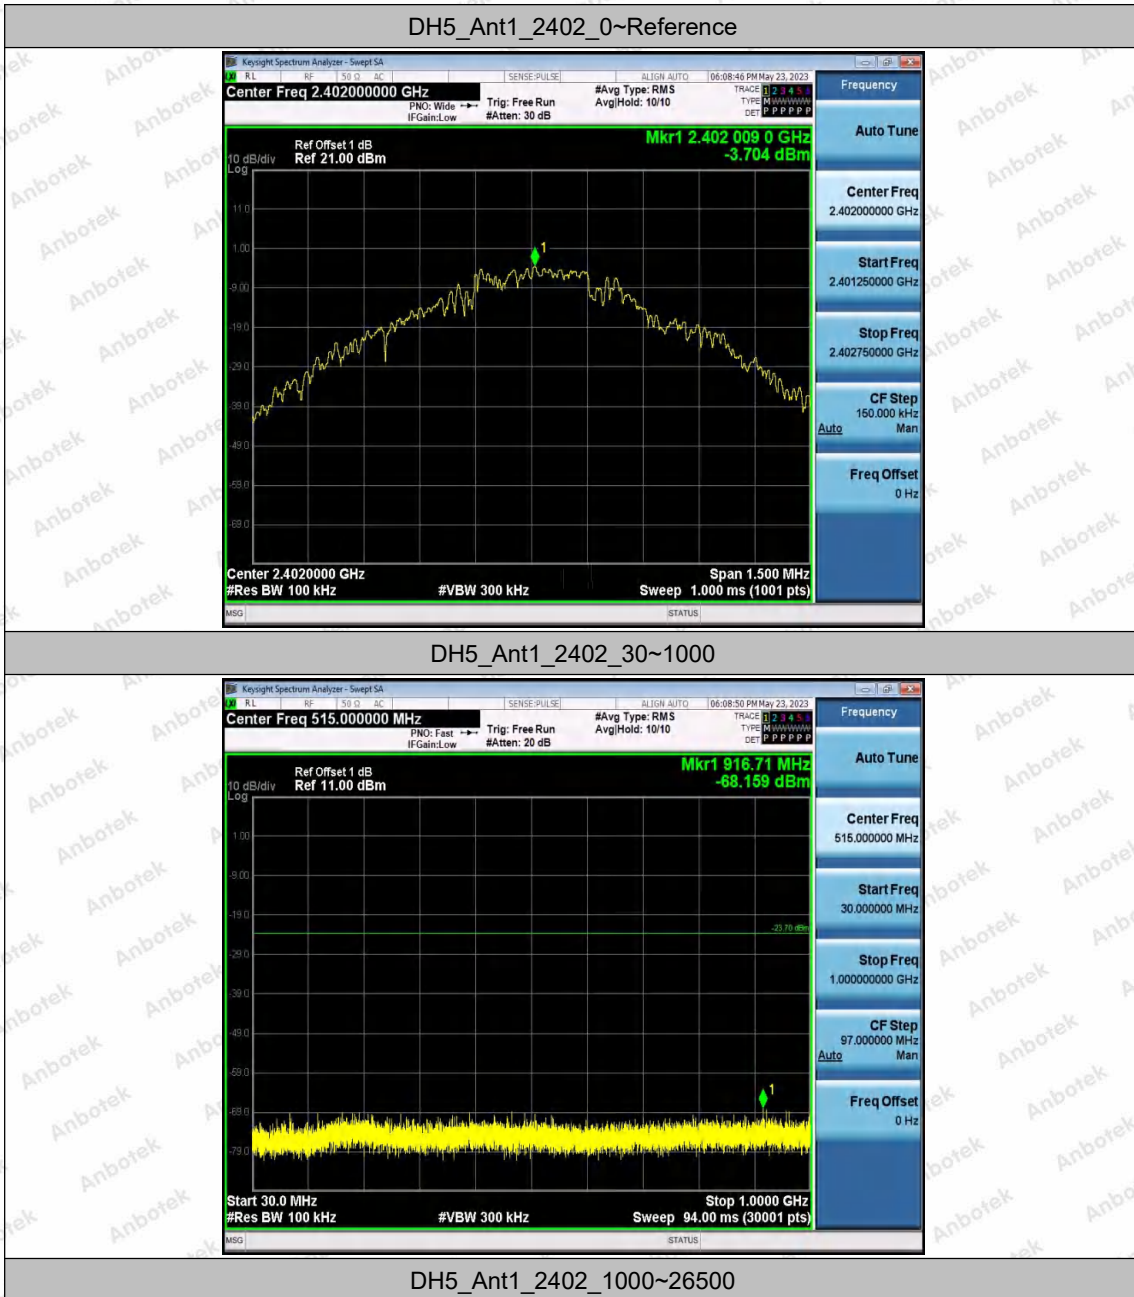 DH5_Ant1_2402_0~Reference
Keysight Spectrum Analyzer - Swept SA
RL RF 50 Ω AC SENSE:PULSE ALIGN AUTO 06:08:46 PM May 23, 2023
Center Freq 2.402000000 GHz
PNO: Wide
IFGain:Low
Trig: Free Run
#Atten: 30 dB
#Avg Type: RMS
Avg|Hold: 10/10
TRACE 1 2 3 4 5 6
TYPE M WWWWW
DET P P P P P P
Frequency
Ref Offset 1 dB
10 dB/div Ref 21.00 dBm
Log
Mkr1 2.402 009 0 GHz
-3.704 dBm
11.0
1.00
-9.00
-19.0
-29.0
-39.0
-49.0
-59.0
-69.0
1
Center 2.4020000 GHz
#Res BW 100 kHz
#VBW 300 kHz
Span 1.500 MHz
Sweep 1.000 ms (1001 pts)
MSG STATUS
Auto Tune
Center Freq
2.402000000 GHz
Start Freq
2.401250000 GHz
Stop Freq
2.402750000 GHz
CF Step
150.000 kHz
Auto Man
Freq Offset
0 Hz
DH5_Ant1_2402_30~1000
Keysight Spectrum Analyzer - Swept SA
RL RF 50 Ω AC SENSE:PULSE ALIGN AUTO 06:08:50 PM May 23, 2023
Center Freq 515.000000 MHz
PNO: Fast
IFGain:Low
Trig: Free Run
#Atten: 20 dB
#Avg Type: RMS
Avg|Hold: 10/10
TRACE 1 2 3 4 5 6
TYPE M WWWWW
DET P P P P P P
Frequency
Ref Offset 1 dB
10 dB/div Ref 11.00 dBm
Log
Mkr1 916.71 MHz
-68.159 dBm
1.00
-9.00
-19.0
-29.0
-39.0
-49.0
-59.0
-69.0
-79.0
-23.70 dBm
1
Start 30.0 MHz
#Res BW 100 kHz
#VBW 300 kHz
Stop 1.0000 GHz
Sweep 94.00 ms (30001 pts)
MSG STATUS
Auto Tune
Center Freq
515.000000 MHz
Start Freq
30.000000 MHz
Stop Freq
1.000000000 GHz
CF Step
97.000000 MHz
Auto Man
Freq Offset
0 Hz
DH5_Ant1_2402_1000~26500
Anbotek